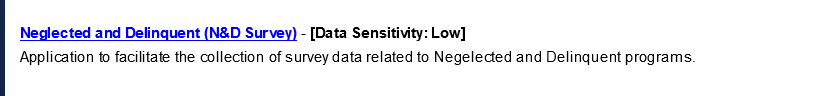 Neglected and Delinquent (N&D Survey) - [Data Sensitivity: Low]
Application to facilitate the collection of survey data related to Negelected and Delinquent programs.